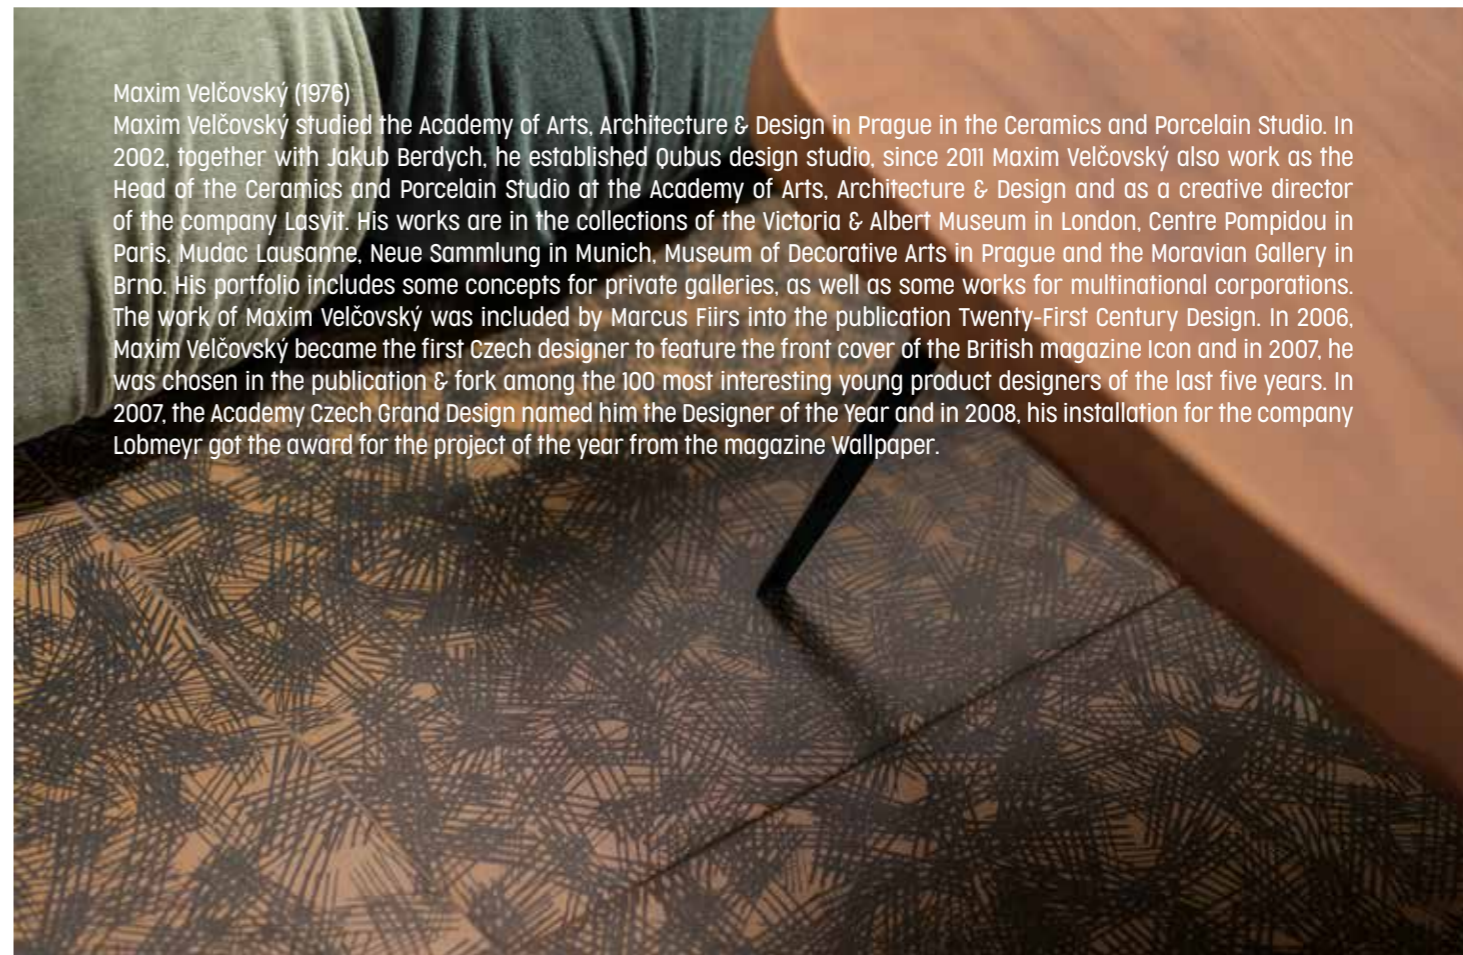 Maxim Velčovský (1976)
Maxim Velčovský studied the Academy of Arts, Architecture & Design in Prague in the Ceramics and Porcelain Studio. In
2002, together with Jakub Berdych, he established Qubus design studio, since 2011 Maxim Velčovský also work as the
Head of the Ceramics and Porcelain Studio at the Academy of Arts, Architecture & Design and as a creative director
of the company Lasvit. His works are in the collections of the Victoria & Albert Museum in London, Centre Pompidou in
Paris, Mudac Lausanne, Neue Sammlung in Munich, Museum of Decorative Arts in Prague and the Moravian Gallery in
Brno. His portfolio includes some concepts for private galleries, as well as some works for multinational corporations.
The work of Maxim Velčovský was included by Marcus Fiirs into the publication Twenty-First Century Design. In 2006,
Maxim Velčovský became the first Czech designer to feature the front cover of the British magazine Icon and in 2007, he
was chosen in the publication & fork among the 100 most interesting young product designers of the last five years. In
2007, the Academy Czech Grand Design named him the Designer of the Year and in 2008, his installation for the company
Lobmeyr got the award for the project of the year from the magazine Wallpaper.